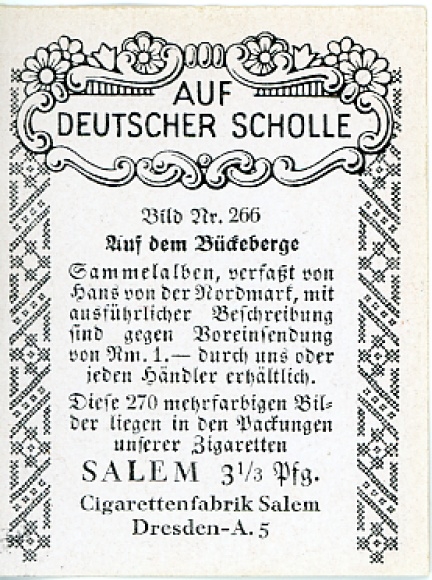 AUF
DEUTSCHER SCHOLLE
Bild Nr. 266
Auf dem Bückeberge
Sammelalben, verfaßt von
Hans von der Nordmark, mit
ausführlicher Beschreibung
sind gegen Voreinsendung
von Rm. 1.— durch uns oder
jeden Händler erhältlich.
Diese 270 mehrfarbigen Bil-
der liegen in den Packungen
unserer Zigaretten
SALEM 3 1/3 Pfg.
Cigarettenfabrik Salem
Dresden-A. 5